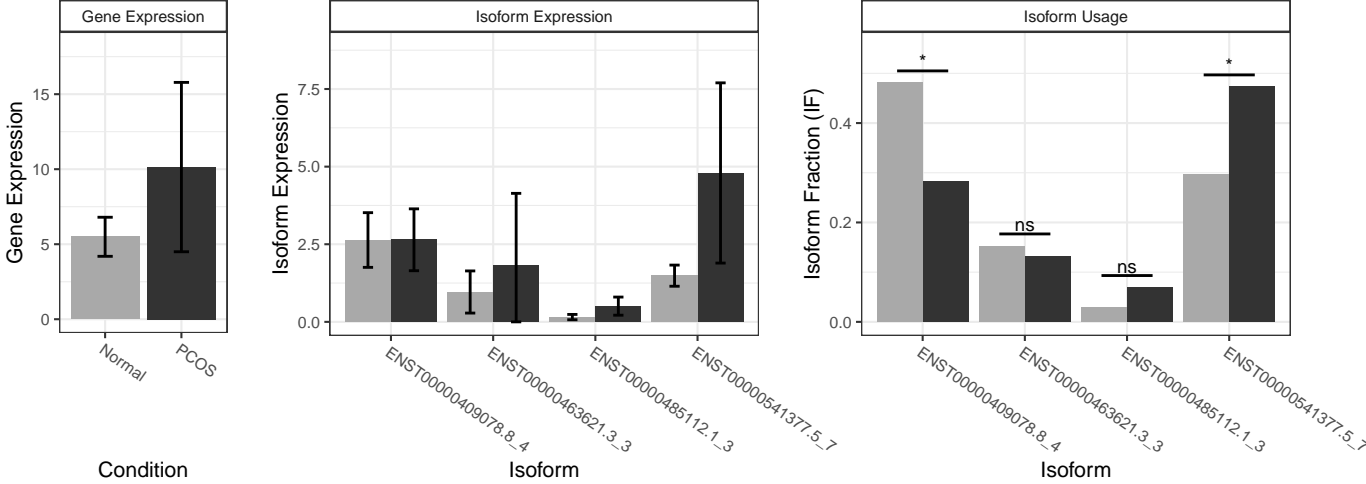 Gene Expression
Gene Expression
15
10
5
0
Normal
PCOS
Condition
Isoform Expression
Isoform Expression
7.5
5.0
2.5
0.0
ENST00000409078.8_4
ENST00000463621.3_3
ENST00000485112.1_3
ENST00000541377.5_7
Isoform
Isoform Usage
Isoform Fraction (IF)
0.4
0.2
0.0
*
ns
ns
*
ENST00000409078.8_4
ENST00000463621.3_3
ENST00000485112.1_3
ENST00000541377.5_7
Isoform